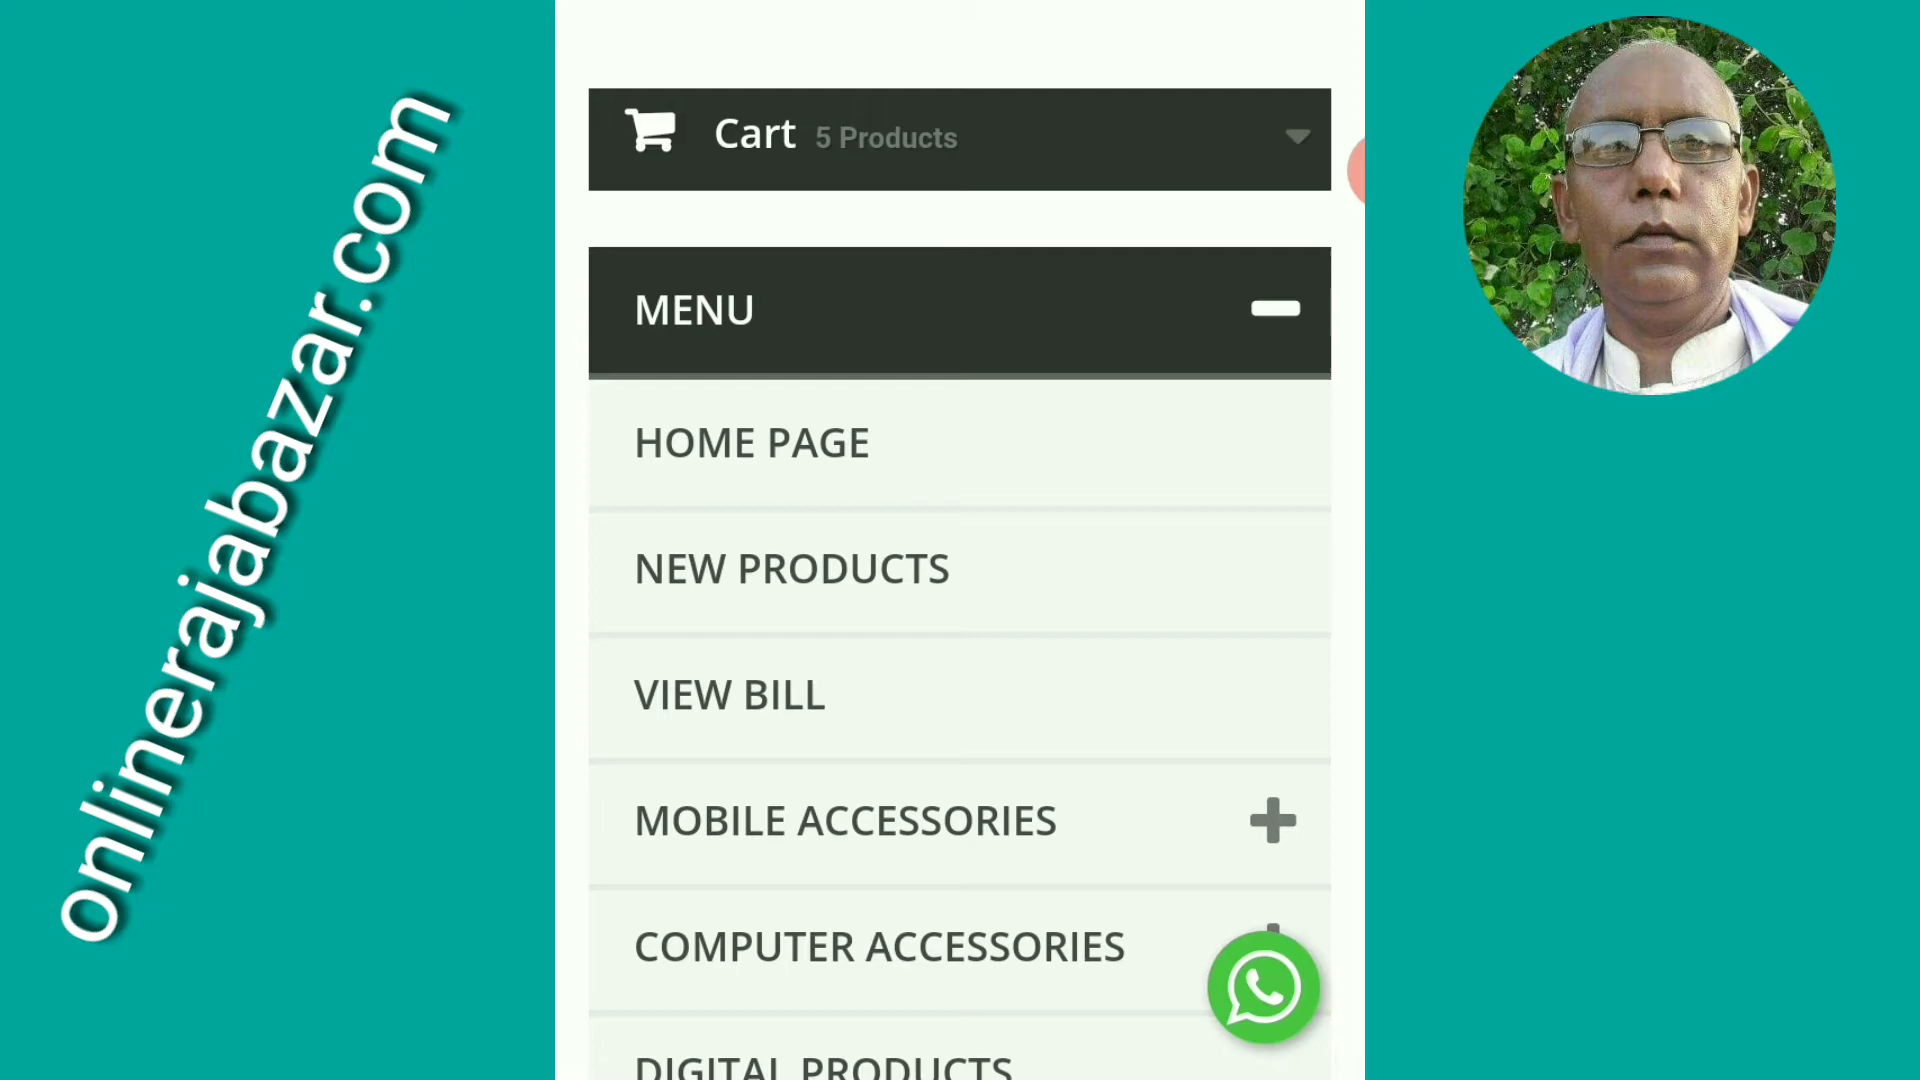 onlinerajabazar.com
Cart 5 Products
MENU
HOME PAGE
NEW PRODUCTS
VIEW BILL
MOBILE ACCESSORIES
COMPUTER ACCESSORIES
DIGITAL PRODUCTS